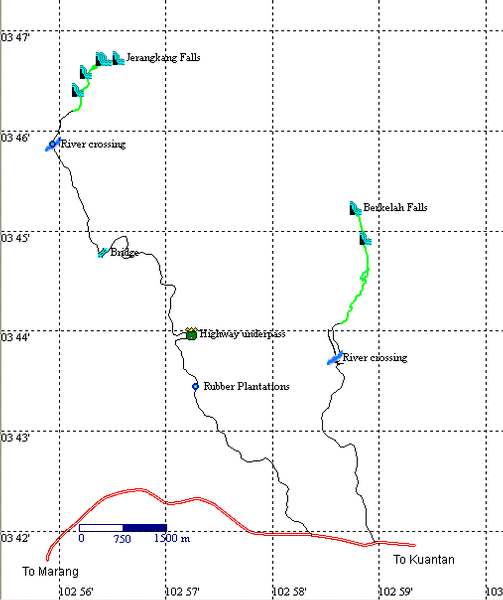 03 47'
Jerangkang Falls
03 46'
River crossing
Berkelah Falls
03 45'
Bridge
03 44'
Highway underpass
River crossing
Rubber Plantations
03 43'
03 42'
0 750 1500 m
To Marang
To Kuantan
102 56' 102 57' 102 58' 102 59' 103